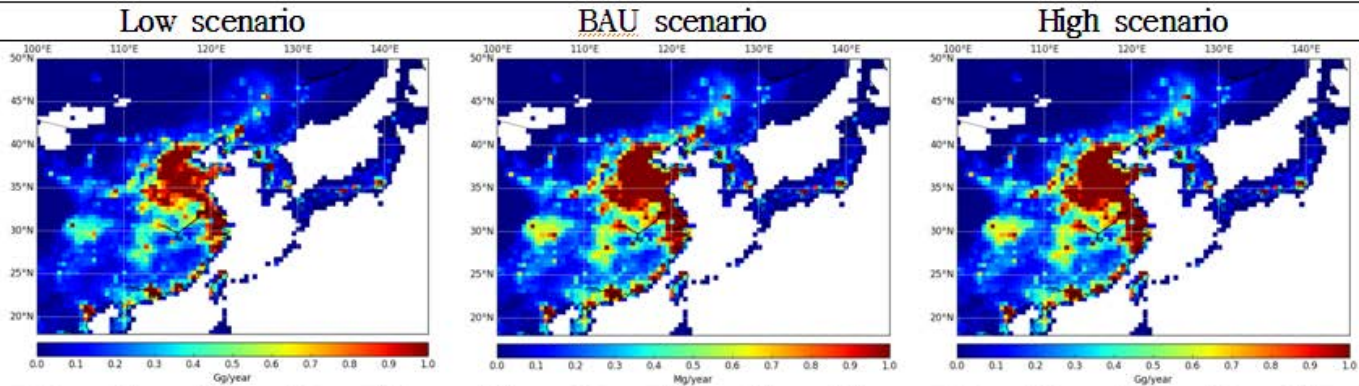 Low scenario
BAU scenario
High scenario
100°E 110°E 120°E 130°E 140°E
100°E 110°E 120°E 130°E 140°E
100°E 110°E 120°E 130°E 140°E
50°N
45°N
40°N
35°N
30°N
25°N
20°N
50°N
45°N
40°N
35°N
30°N
25°N
20°N
50°N
45°N
40°N
35°N
30°N
25°N
20°N
0.0 0.1 0.2 0.3 0.4 0.5 0.6 0.7 0.8 0.9 1.0
Gg/year
0.0 0.1 0.2 0.3 0.4 0.5 0.6 0.7 0.8 0.9 1.0
Mg/year
0.0 0.1 0.2 0.3 0.4 0.5 0.6 0.7 0.8 0.9 1.0
Gg/year